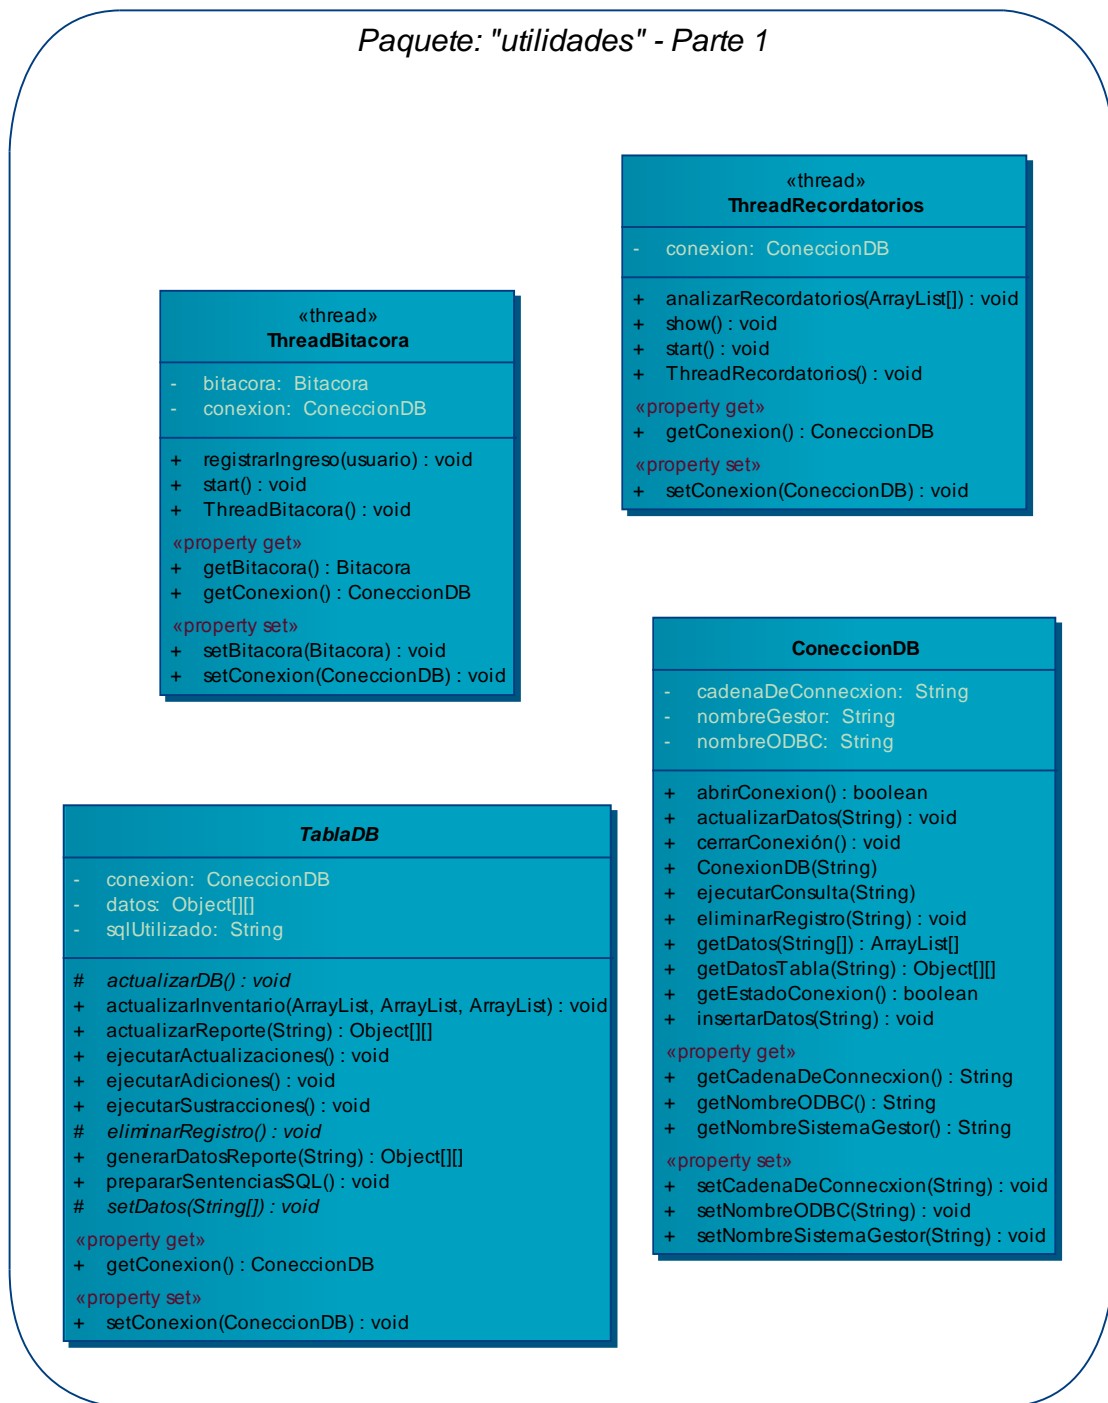 Paquete: "utilidades" - Parte 1
«thread»
ThreadRecordatorios
- conexion: ConeccionDB
+ analizarRecordatorios(ArrayList[]) : void
+ show() : void
+ start() : void
+ ThreadRecordatorios() : void
«property get»
+ getConexion() : ConeccionDB
«property set»
+ setConexion(ConeccionDB) : void
«thread»
ThreadBitacora
- bitacora: Bitacora
- conexion: ConeccionDB
+ registrarIngreso(usuario) : void
+ start() : void
+ ThreadBitacora() : void
«property get»
+ getBitacora() : Bitacora
+ getConexion() : ConeccionDB
«property set»
+ setBitacora(Bitacora) : void
+ setConexion(ConeccionDB) : void
ConeccionDB
- cadenaDeConnecxion: String
- nombreGestor: String
- nombreODBC: String
+ abrirConexion() : boolean
+ actualizarDatos(String) : void
+ cerrarConexión() : void
+ ConexionDB(String)
+ ejecutarConsulta(String)
+ eliminarRegistro(String) : void
+ getDatos(String[]) : ArrayList[]
+ getDatosTabla(String) : Object[][]
+ getEstadoConexion() : boolean
+ insertarDatos(String) : void
«property get»
+ getCadenaDeConnecxion() : String
+ getNombreODBC() : String
+ getNombreSistemaGestor() : String
«property set»
+ setCadenaDeConnecxion(String) : void
+ setNombreODBC(String) : void
+ setNombreSistemaGestor(String) : void
TablaDB
- conexion: ConeccionDB
- datos: Object[][]
- sqlUtilizado: String
# actualizarDB() : void
+ actualizarInventario(ArrayList, ArrayList, ArrayList) : void
+ actualizarReporte(String) : Object[][]
+ ejecutarActualizaciones() : void
+ ejecutarAdiciones() : void
+ ejecutarSustracciones() : void
# eliminarRegistro() : void
+ generarDatosReporte(String) : Object[][]
+ prepararSentenciasSQL() : void
# setDatos(String[]) : void
«property get»
+ getConexion() : ConeccionDB
«property set»
+ setConexion(ConeccionDB) : void